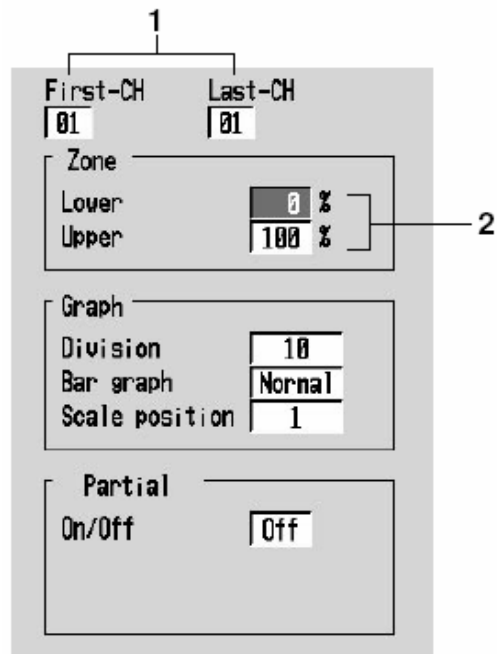 1
First-CH Last-CH
01 01
Zone
Lower 0 %
Upper 100 %
2
Graph
Division 10
Bar graph Normal
Scale position 1
Partial
On/Off Off